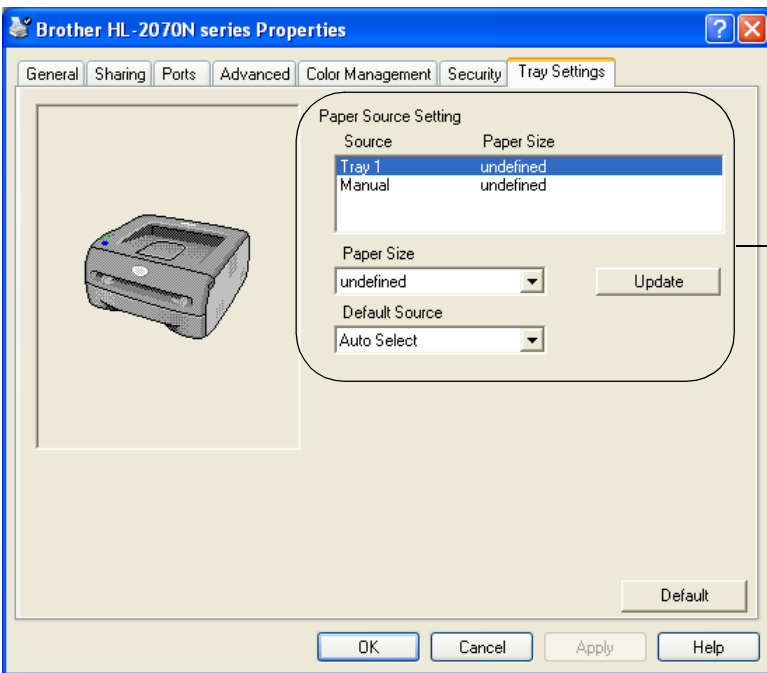 Brother HL-2070N series Properties
General Sharing Ports Advanced Color Management Security Tray Settings
Paper Source Setting
Source Paper Size
Tray 1 undefined
Manual undefined
Paper Size
undefined Update
Default Source
Auto Select
Default
OK Cancel Apply Help